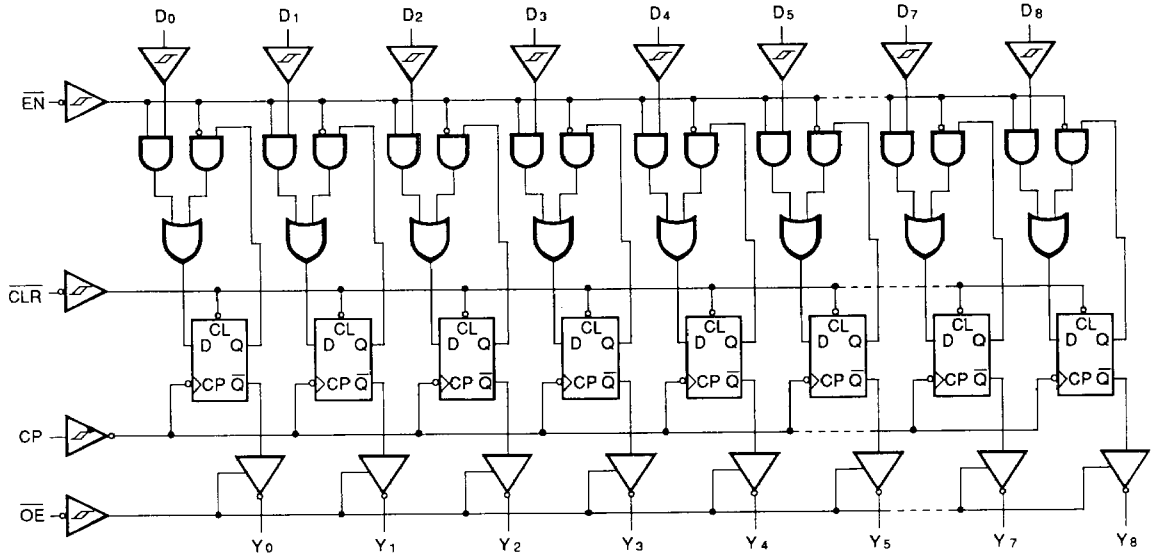 D0 D1 D2 D3 D4 D5 D7 D8
EN
CLR
CL CL CL CL CL CL CL CL
D Q D Q D Q D Q D Q D Q D Q D Q
CP Q CP Q CP Q CP Q CP Q CP Q CP Q CP Q
CP
OE
Y0 Y1 Y2 Y3 Y4 Y5 Y7 Y8